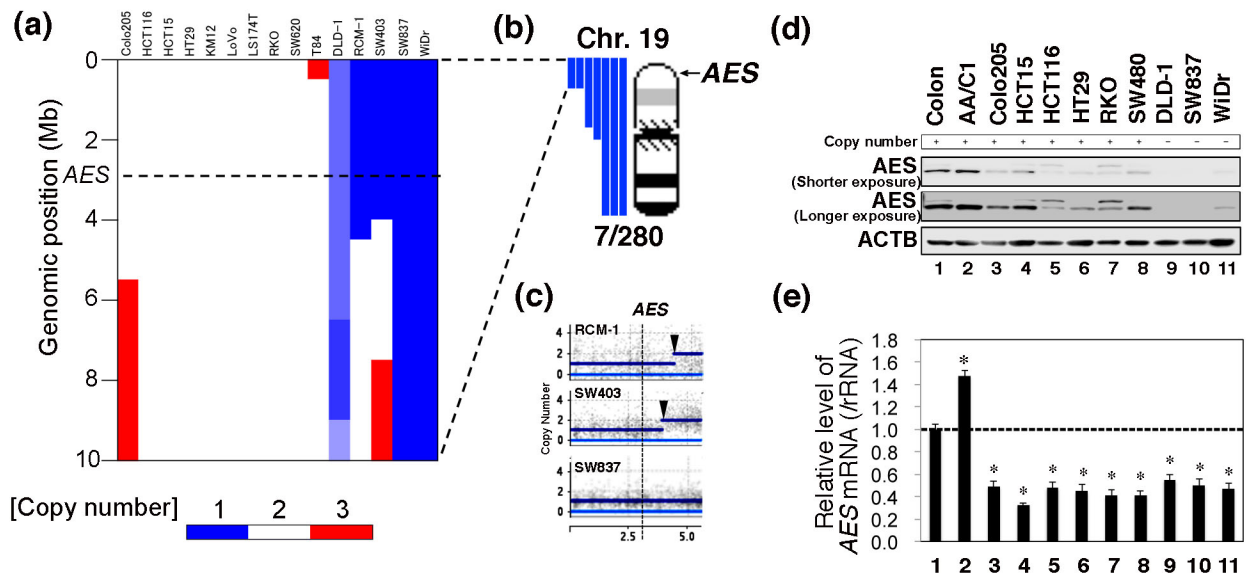 (a)
Colo205
HCT116
HCT15
HT29
KM12
LoVo
LS174T
RKO
SW620
T84
DLD-1
RCM-1
SW403
SW837
WiDr
Genomic position (Mb)
0
2
AES
4
6
8
10
[Copy number]
1 2 3
(b)
Chr. 19
AES
7/280
(c)
AES
Copy Number
RCM-1
4
2
0
SW403
4
2
0
SW837
4
2
0
2.5 5.0
(d)
Colon
AA/C1
Colo205
HCT15
HCT116
HT29
RKO
SW480
DLD-1
SW837
WiDr
Copy number + + + + + + + + − − −
AES
(Shorter exposure)
AES
(Longer exposure)
ACTB
1 2 3 4 5 6 7 8 9 10 11
(e)
Relative level of
AES mRNA (/rRNA)
1.8
1.6
1.4
1.2
1.0
0.8
0.6
0.4
0.2
0.0
* * * * * * * * * *
1 2 3 4 5 6 7 8 9 10 11